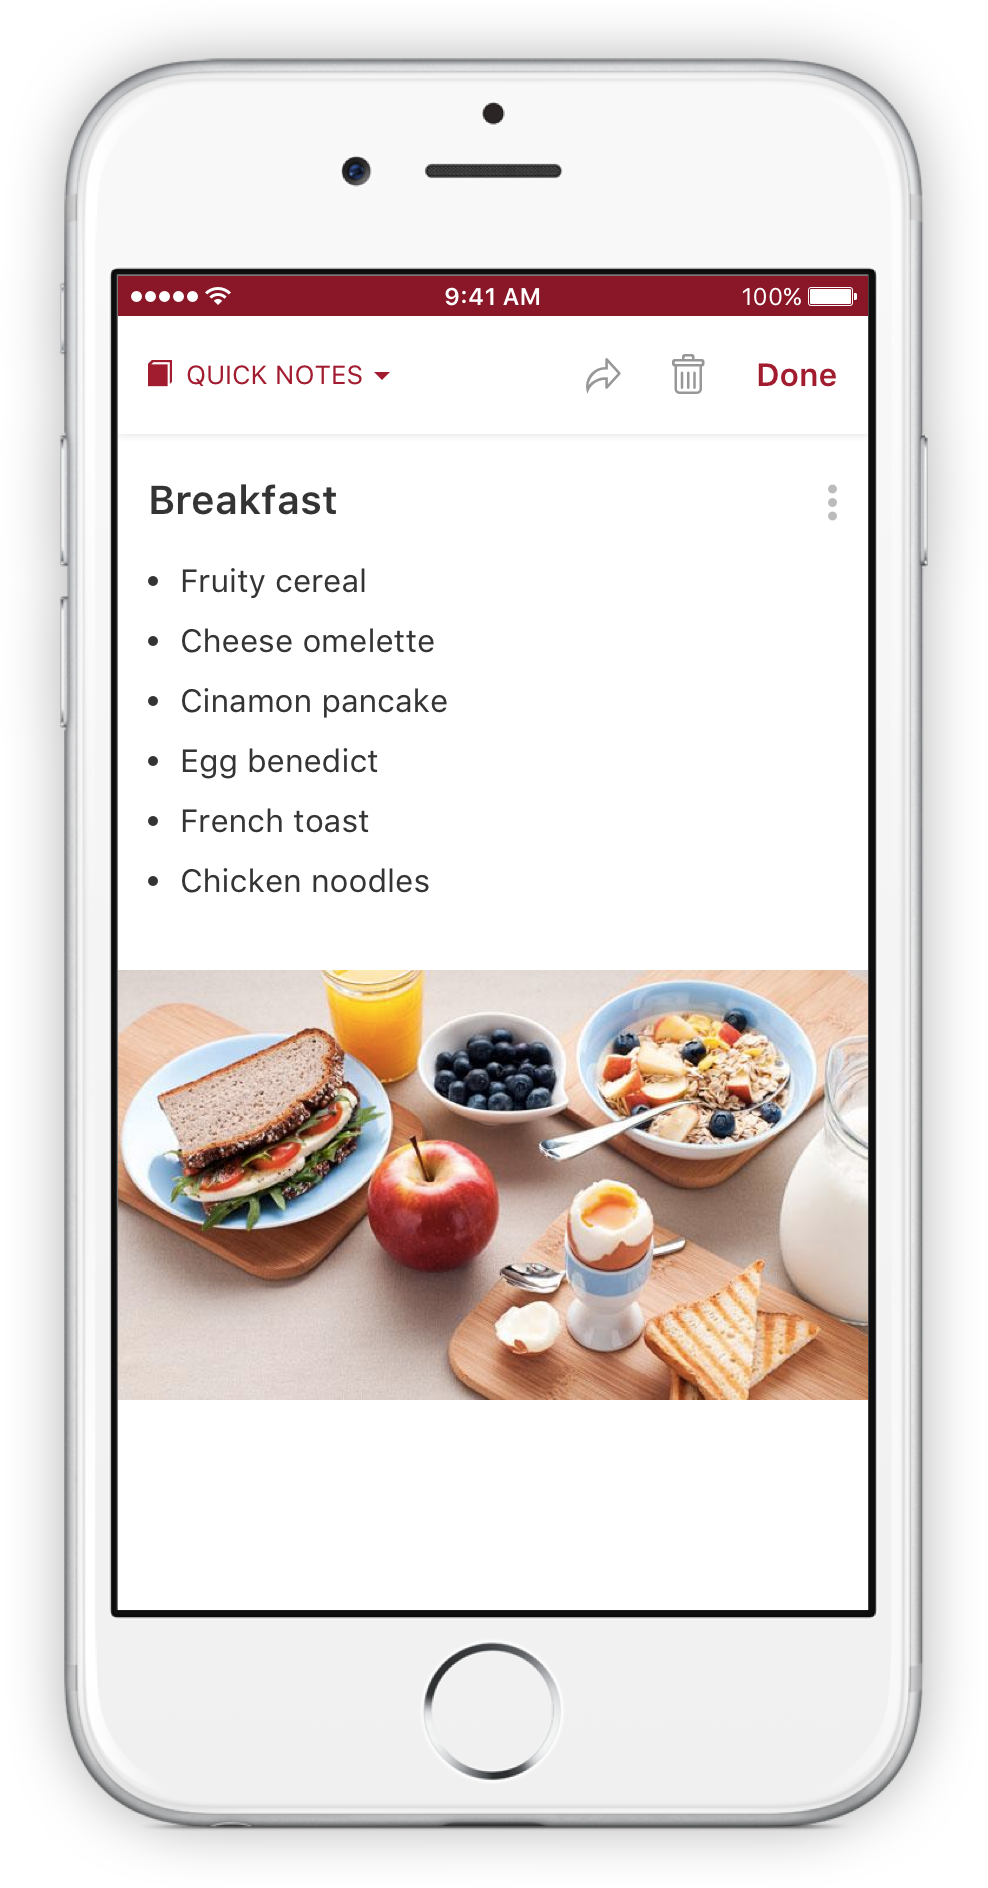 9:41 AM 100%
QUICK NOTES Done
Breakfast
• Fruity cereal
• Cheese omelette
• Cinamon pancake
• Egg benedict
• French toast
• Chicken noodles